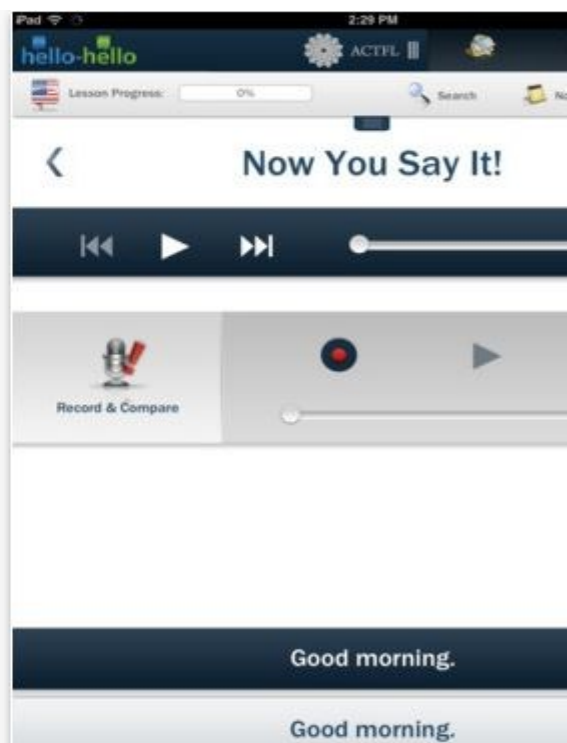 iPad 2:29 PM
hello-hello ACTFL
Lesson Progress: 0% Search No
Now You Say It!
Record & Compare
Good morning.
Good morning.